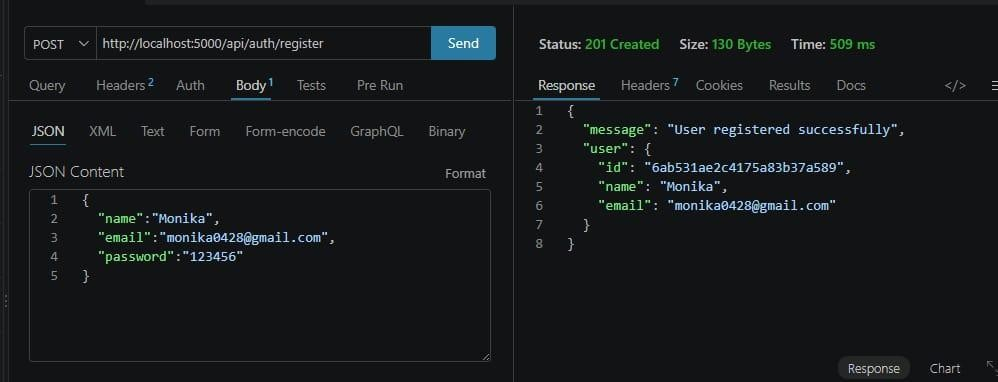 POST http://localhost:5000/api/auth/register Send
Query Headers 2 Auth Body 1 Tests Pre Run
JSON XML Text Form Form-encode GraphQL Binary
JSON Content Format
1 {
2 "name":"Monika",
3 "email":"monika0428@gmail.com",
4 "password":"123456"
5 }
Status: 201 Created Size: 130 Bytes Time: 509 ms
Response Headers 7 Cookies Results Docs </>
1 {
2 "message": "User registered successfully",
3 "user": {
4 "id": "6ab531ae2c4175a83b37a589",
5 "name": "Monika",
6 "email": "monika0428@gmail.com"
7 }
8 }
Response Chart